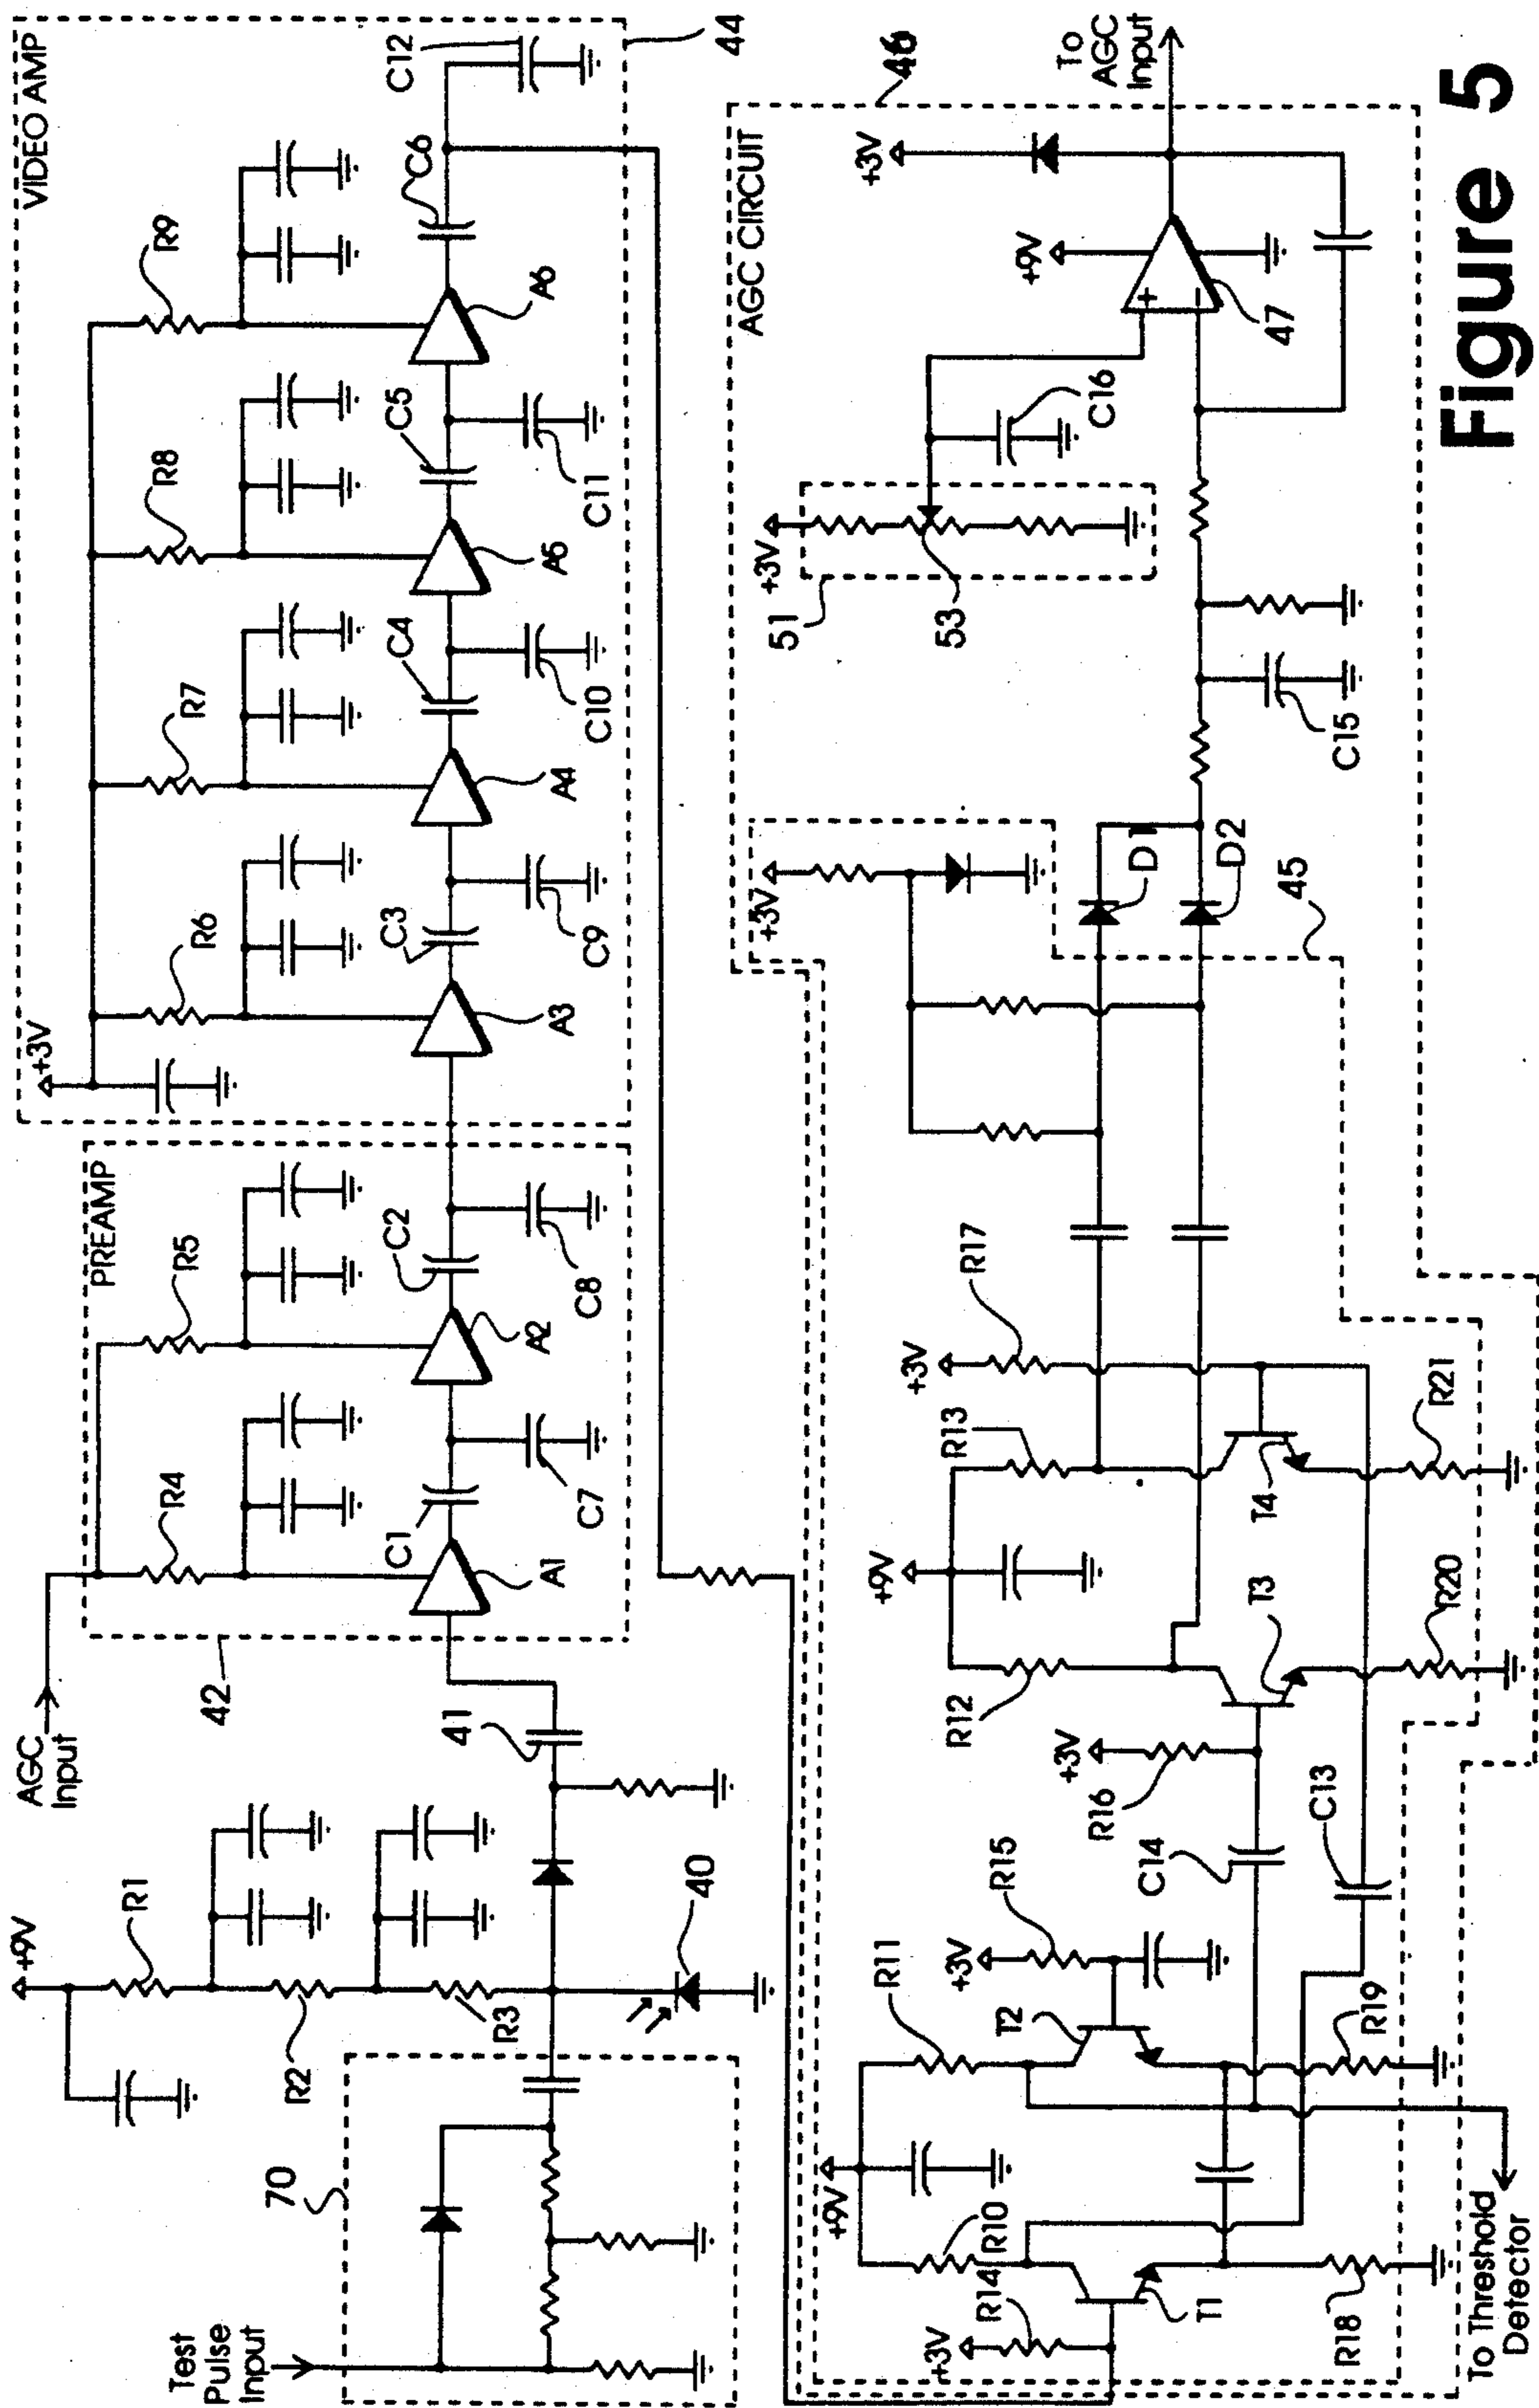 Test
Pulse
Input
70
+9V
R1
R2
R3
40
AGC
Input
42
41
PREAMP
R4
R5
C1
C2
A1
A2
C7
C8
VIDEO AMP
+3V
R6
R7
R8
R9
C3
C4
C5
C6
A3
A4
A5
A6
C9
C10
C11
C12
44
+9V
R10
R11
+3V
R14
T1
R18
T2
+3V
R15
R19
To Threshold
Detector
C14
C13
+3V
R16
+9V
R12
R13
T3
T4
R20
R21
+3V
R17
+3V
D1
D2
45
AGC CIRCUIT
46
+3V
51
53
C15
C16
+9V
+
−
47
+3V
To
AGC
Input
Figure 5